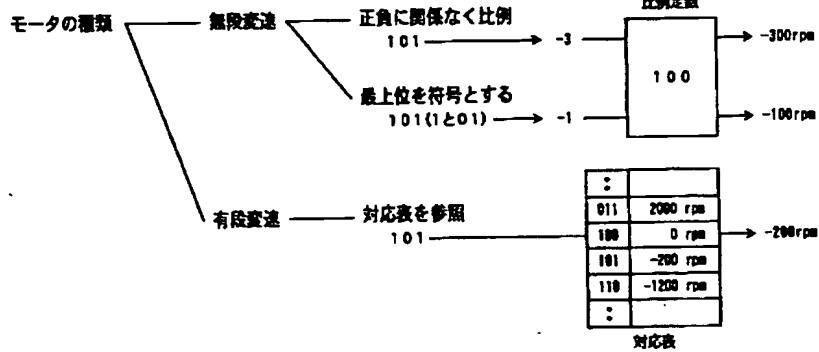 比例定数
モータの種類
無段変速
正負に関係なく比例
101
-3
100
-300rpm
最上位を符号とする
101(1と01)
-1
-100rpm
有段変速
対応表を参照
101
:
011 2000 rpm
100 0 rpm
101 -200 rpm
110 -1200 rpm
:
-200rpm
対応表